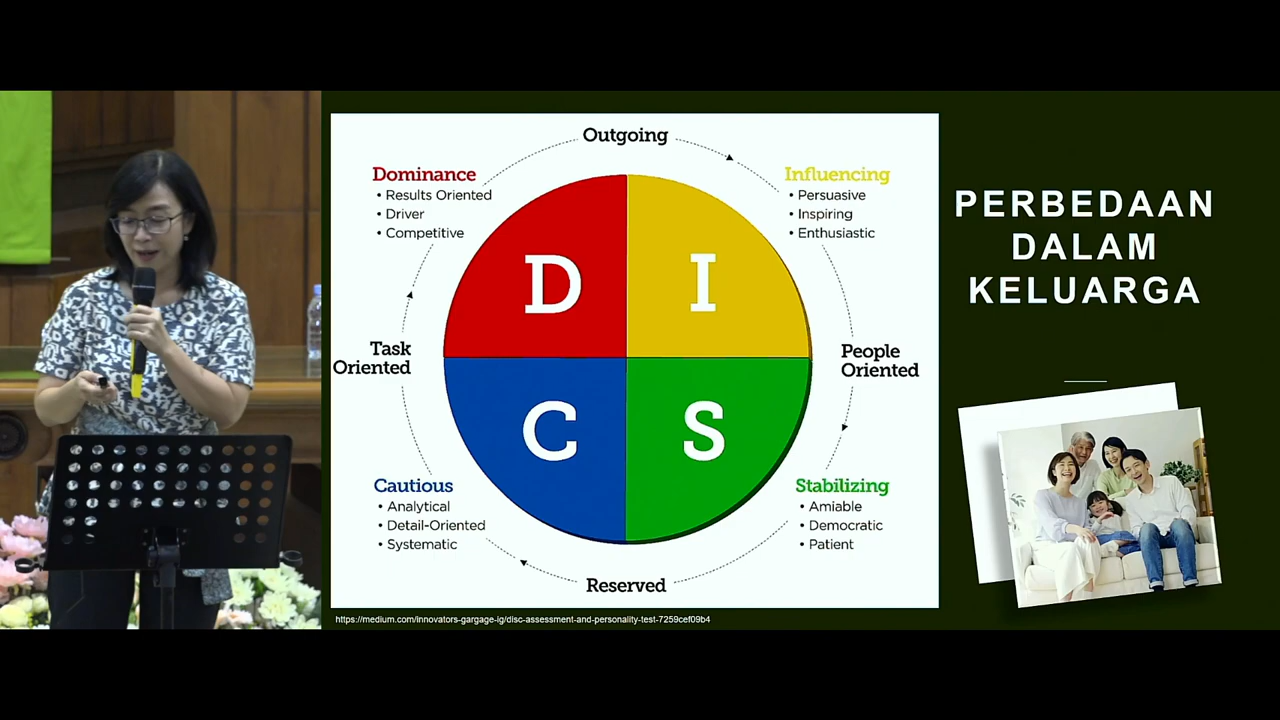 Outgoing
Dominance
• Results Oriented
• Driver
• Competitive
Influencing
• Persuasive
• Inspiring
• Enthusiastic
D
I
Task
Oriented
People
Oriented
C
S
Cautious
• Analytical
• Detail-Oriented
• Systematic
Stabilizing
• Amiable
• Democratic
• Patient
Reserved
https://medium.com/innovators-gargage-ig/disc-assessment-and-personality-test-7259cef09b4
PERBEDAAN
DALAM
KELUARGA